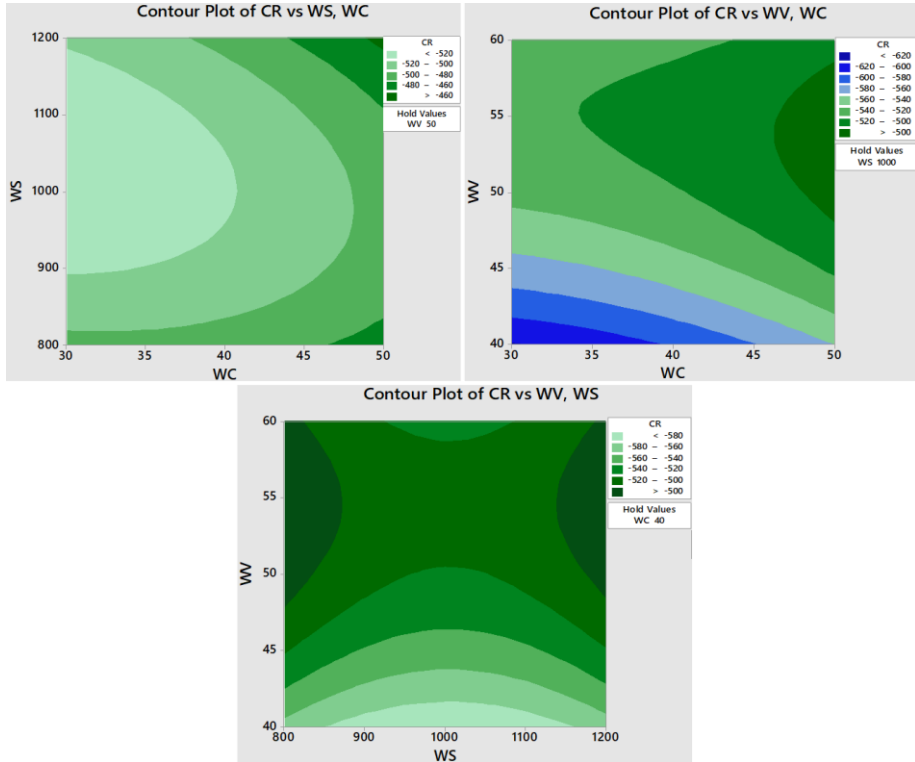 Contour Plot of CR vs WS, WC
1200
1100
1000
900
800
WS
30
35
40
45
50
WC
CR
< -520
-520 – -500
-500 – -480
-480 – -460
> -460
Hold Values
WV 50
Contour Plot of CR vs WV, WC
60
55
50
45
40
WV
30
35
40
45
50
WC
CR
< -620
-620 – -600
-600 – -580
-580 – -560
-560 – -540
-540 – -520
-520 – -500
> -500
Hold Values
WS 1000
Contour Plot of CR vs WV, WS
60
55
50
45
40
WV
800
900
1000
1100
1200
WS
CR
< -580
-580 – -560
-560 – -540
-540 – -520
-520 – -500
> -500
Hold Values
WC 40